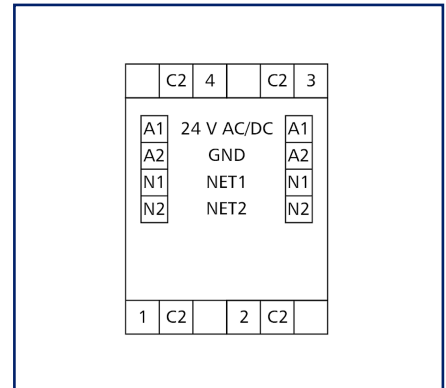 C2 4 C2 3
A1 24 V AC/DC A1
A2 GND A2
N1 NET1 N1
N2 NET2 N2
1 C2 2 C2